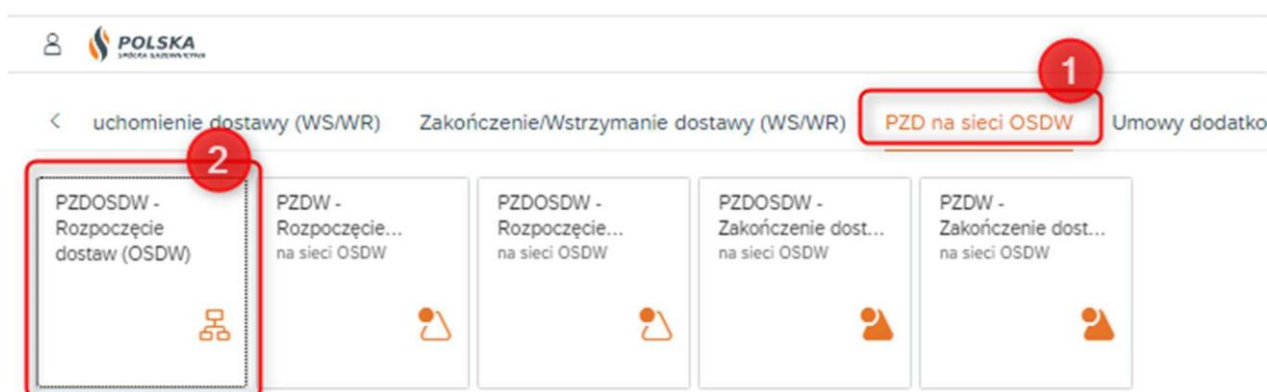 POLSKA
SPÓŁKA GAZOWNICTWA
1
uchomienie dostawy (WS/WR) Zakończenie/Wstrzymanie dostawy (WS/WR) PZD na sieci OSDW Umowy dodatko
2
PZDOSDW -
Rozpoczęcie
dostaw (OSDW)
PZDW -
Rozpoczęcie...
na sieci OSDW
PZDOSDW -
Rozpoczęcie...
na sieci OSDW
PZDOSDW -
Zakończenie dost...
na sieci OSDW
PZDW -
Zakończenie dost...
na sieci OSDW